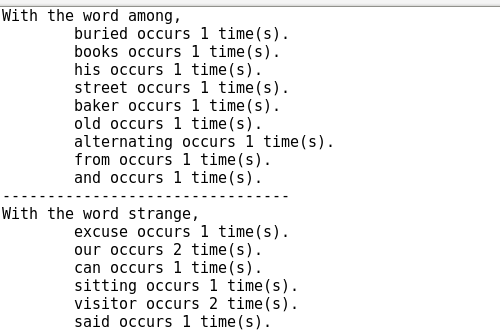 With the word among,
buried occurs 1 time(s).
books occurs 1 time(s).
his occurs 1 time(s).
street occurs 1 time(s).
baker occurs 1 time(s).
old occurs 1 time(s).
alternating occurs 1 time(s).
from occurs 1 time(s).
and occurs 1 time(s).
--------------------------------
With the word strange,
excuse occurs 1 time(s).
our occurs 2 time(s).
can occurs 1 time(s).
sitting occurs 1 time(s).
visitor occurs 2 time(s).
said occurs 1 time(s).